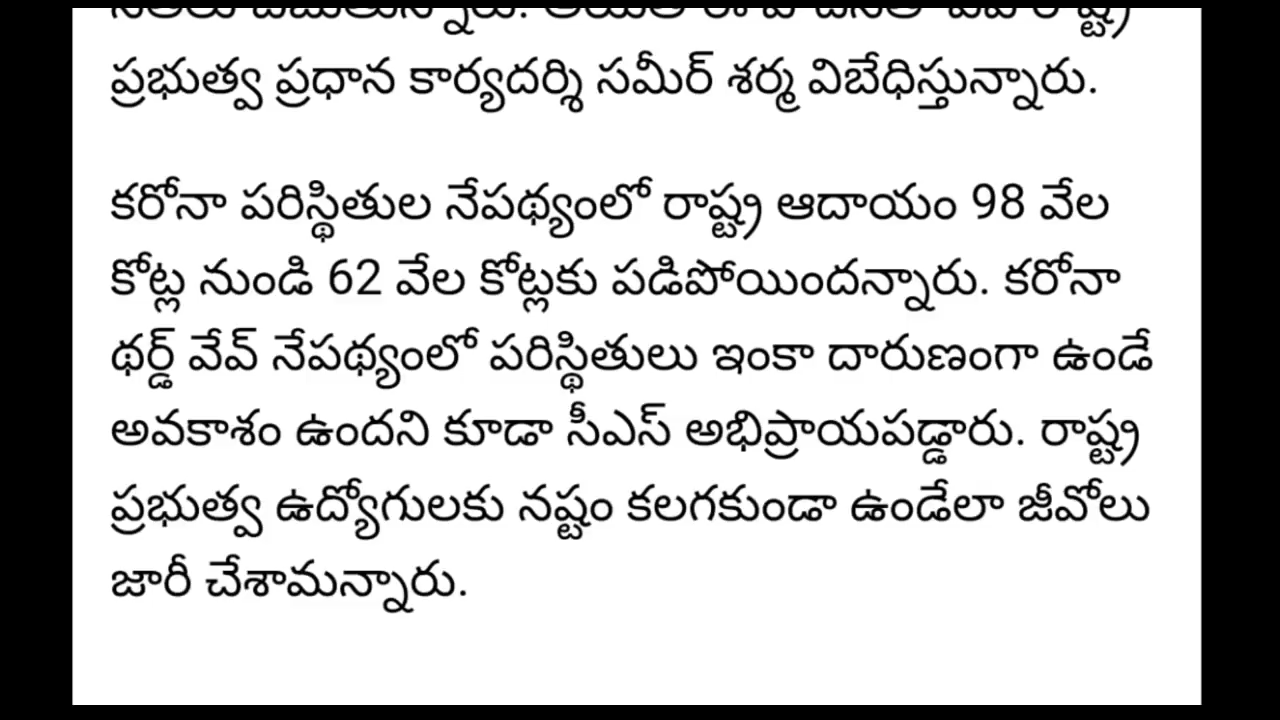 ప్రభుత్వ ప్రధాన కార్యదర్శి సమీర్ శర్మ విబేధిస్తున్నారు.
కరోనా పరిస్థితుల నేపథ్యంలో రాష్ట్ర ఆదాయం 98 వేల
కోట్ల నుండి 62 వేల కోట్లకు పడిపోయిందన్నారు. కరోనా
థర్డ్ వేవ్ నేపథ్యంలో పరిస్థితులు ఇంకా దారుణంగా ఉండే
అవకాశం ఉందని కూడా సీఎస్ అభిప్రాయపడ్డారు. రాష్ట్ర
ప్రభుత్వ ఉద్యోగులకు నష్టం కలగకుండా ఉండేలా జీవోలు
జారీ చేశామన్నారు.